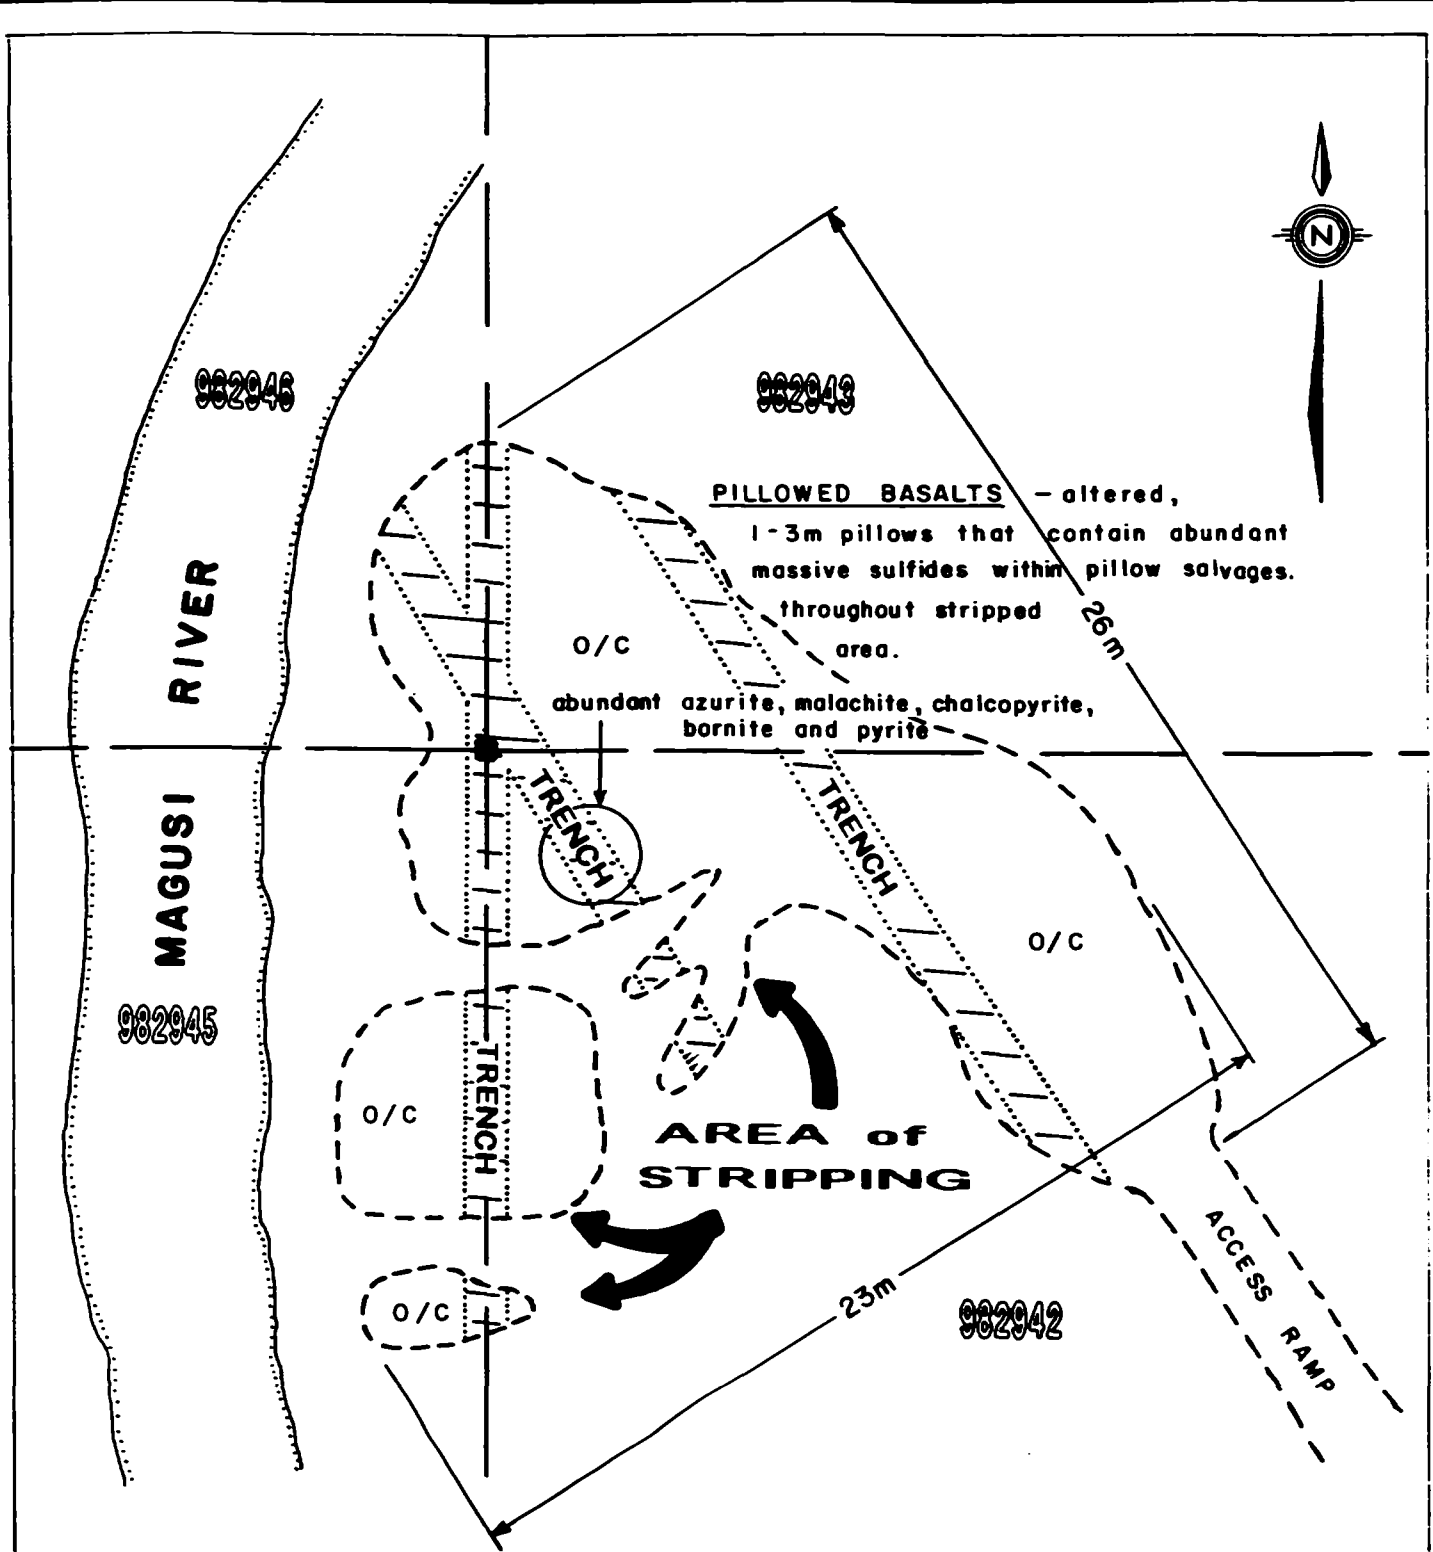 N
982946
982943
PILLOWED BASALTS - altered,
1-3m pillows that contain abundant
massive sulfides within pillow salvages.
throughout stripped
area.
26m
RIVER
O/C
abundant azurite, malachite, chalcopyrite,
bornite and pyrite
TRENCH
TRENCH
MAGUSI
O/C
982945
TRENCH
O/C
AREA of
STRIPPING
ACCESS RAMP
O/C
23m
982942